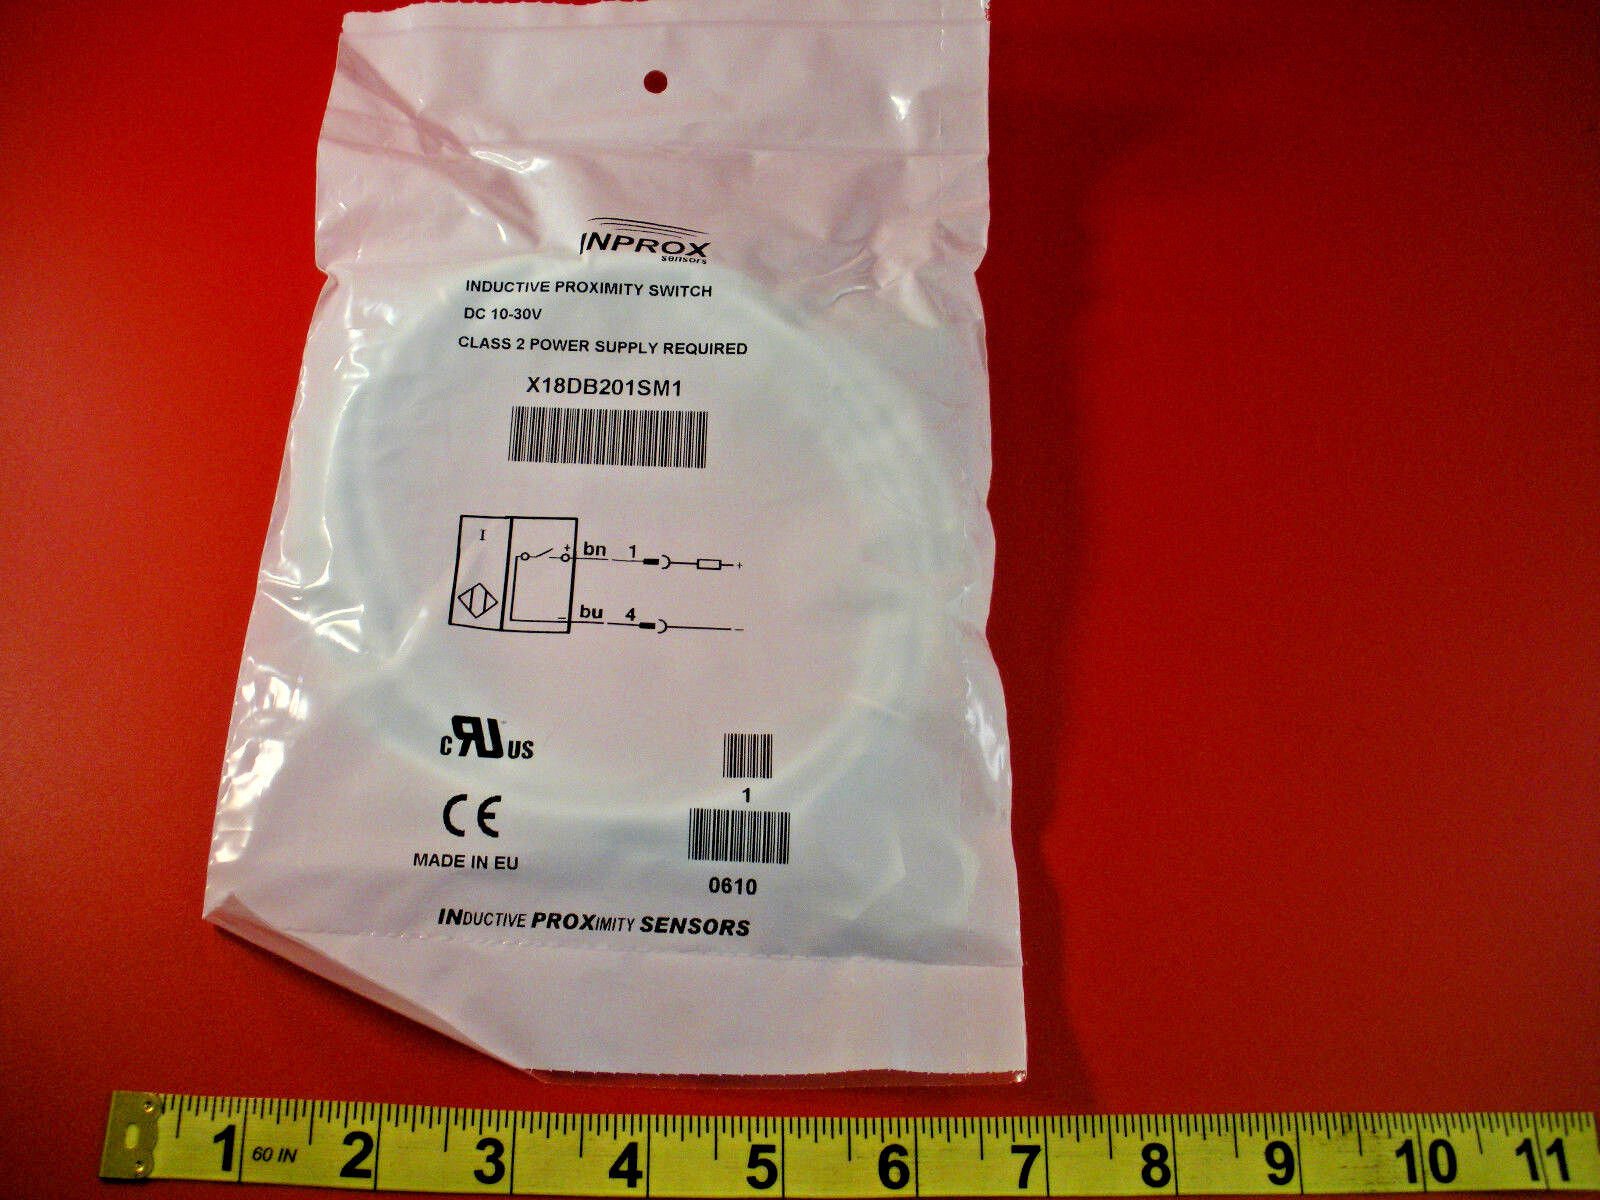 INPROX
sensors
INDUCTIVE PROXIMITY SWITCH
DC 10-30V
CLASS 2 POWER SUPPLY REQUIRED
X18DB201SM1
I
+ bn 1 +
- bu 4 -
c RU US
CE
MADE IN EU
1
0610
INDUCTIVE PROXIMITY SENSORS
1 60 IN 2 3 4 5 6 7 8 9 10 11